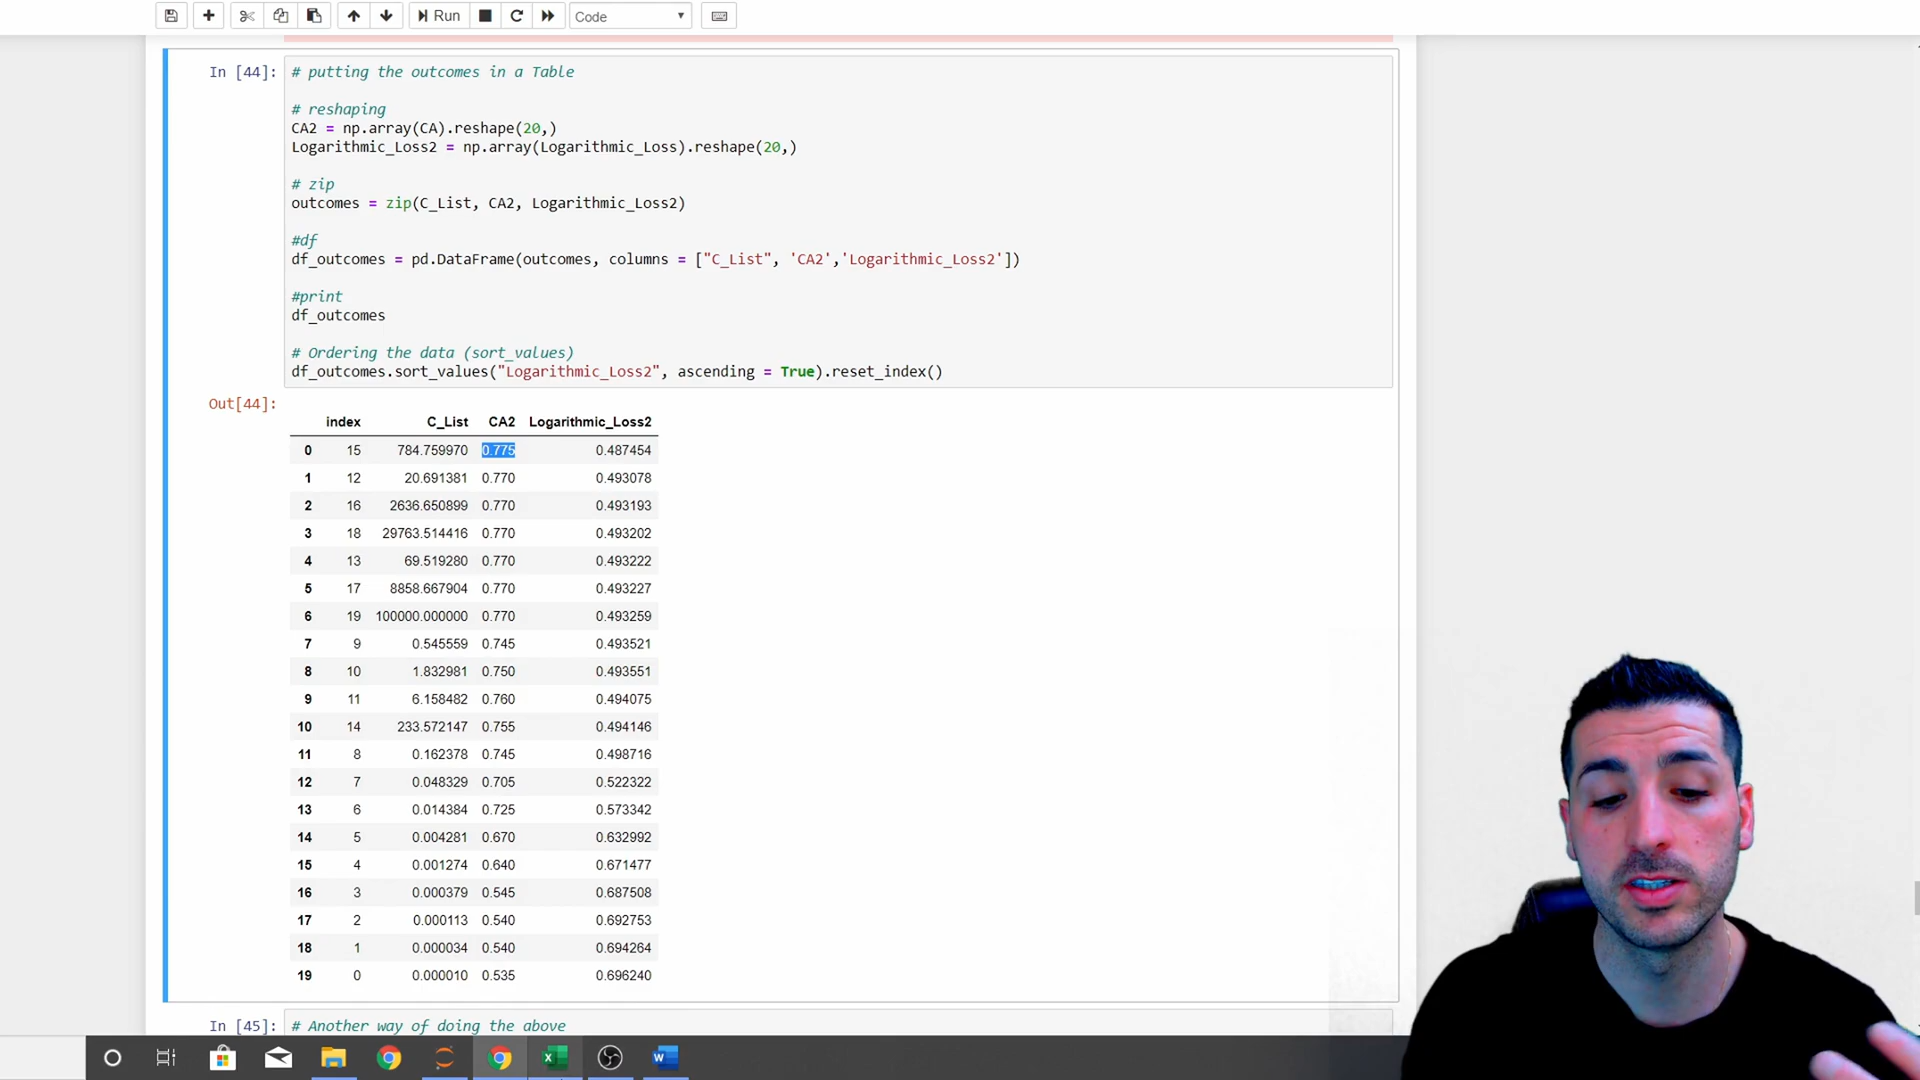 Run
Code
In [44]:
# putting the outcomes in a Table
# reshaping
CA2 = np.array(CA).reshape(20,)
Logarithmic_Loss2 = np.array(Logarithmic_Loss).reshape(20,)
# zip
outcomes = zip(C_List, CA2, Logarithmic_Loss2)
#df
df_outcomes = pd.DataFrame(outcomes, columns = ["C_List", 'CA2','Logarithmic_Loss2'])
#print
df_outcomes
# Ordering the data (sort_values)
df_outcomes.sort_values("Logarithmic_Loss2", ascending = True).reset_index()
Out[44]:
index C_List CA2 Logarithmic_Loss2
0 15 784.759970 0.775 0.487454
1 12 20.691381 0.770 0.493078
2 16 2636.650899 0.770 0.493193
3 18 29763.514416 0.770 0.493202
4 13 69.519280 0.770 0.493222
5 17 8858.667904 0.770 0.493227
6 19 100000.000000 0.770 0.493259
7 9 0.545559 0.745 0.493521
8 10 1.832981 0.750 0.493551
9 11 6.158482 0.760 0.494075
10 14 233.572147 0.755 0.494146
11 8 0.162378 0.745 0.498716
12 7 0.048329 0.705 0.522322
13 6 0.014384 0.725 0.573342
14 5 0.004281 0.670 0.632992
15 4 0.001274 0.640 0.671477
16 3 0.000379 0.545 0.687508
17 2 0.000113 0.540 0.692753
18 1 0.000034 0.540 0.694264
19 0 0.000010 0.535 0.696240
In [45]:
# Another way of doing the above